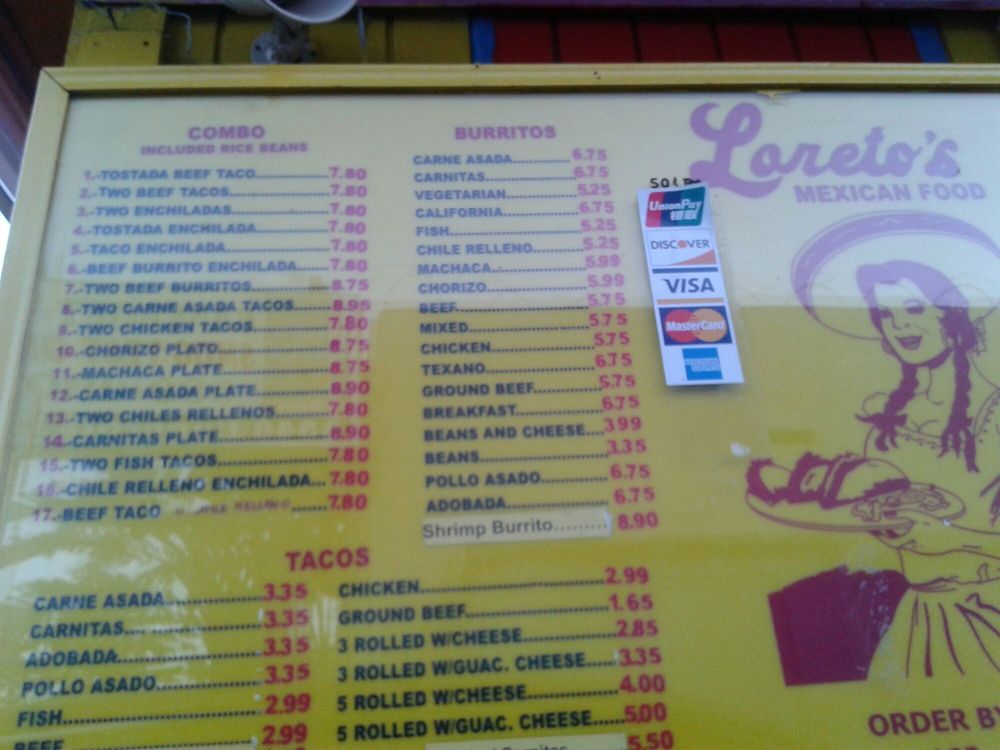 COMBO
INCLUDED RICE BEANS
1.-TOSTADA BEEF TACO 7.80
2.-TWO BEEF TACOS 7.80
3.-TWO ENCHILADAS 7.80
4.-TOSTADA ENCHILADA 7.80
5.-TACO ENCHILADA 7.80
6.-BEEF BURRITO ENCHILADA 7.80
7.-TWO BEEF BURRITOS 8.75
8.-TWO CARNE ASADA TACOS 8.95
9.-TWO CHICKEN TACOS 7.80
10.-CHORIZO PLATO 8.75
11.-MACHACA PLATE 8.75
12.-CARNE ASADA PLATE 8.90
13.-TWO CHILES RELLENOS 7.80
14.-CARNITAS PLATE 8.90
15.-TWO FISH TACOS 7.80
16.-CHILE RELLENO ENCHILADA 7.80
17.-BEEF TACO CHILE RELLENO 7.80
BURRITOS
CARNE ASADA 6.75
CARNITAS 6.75
VEGETARIAN 5.25
CALIFORNIA 6.75
FISH 5.25
CHILE RELLENO 5.25
MACHACA 5.99
CHORIZO 5.99
BEEF 5.75
MIXED 5.75
CHICKEN 5.75
TEXANO 6.75
GROUND BEEF 5.75
BREAKFAST 6.75
BEANS AND CHEESE 3.99
BEANS 3.35
POLLO ASADO 6.75
ADOBADA 6.75
Shrimp Burrito 8.90
Loreto's
MEXICAN FOOD
UnionPay
银联
DISCOVER
VISA
MasterCard
AMERICAN EXPRESS
TACOS
CARNE ASADA 3.35
CARNITAS 3.35
ADOBADA 3.35
POLLO ASADO 3.35
FISH 2.99
BEEF 2.99
CHICKEN 2.99
GROUND BEEF 1.65
3 ROLLED W/CHEESE 2.85
3 ROLLED W/GUAC. CHEESE 3.35
5 ROLLED W/CHEESE 4.00
5 ROLLED W/GUAC. CHEESE 5.00
5.50
ORDER BY